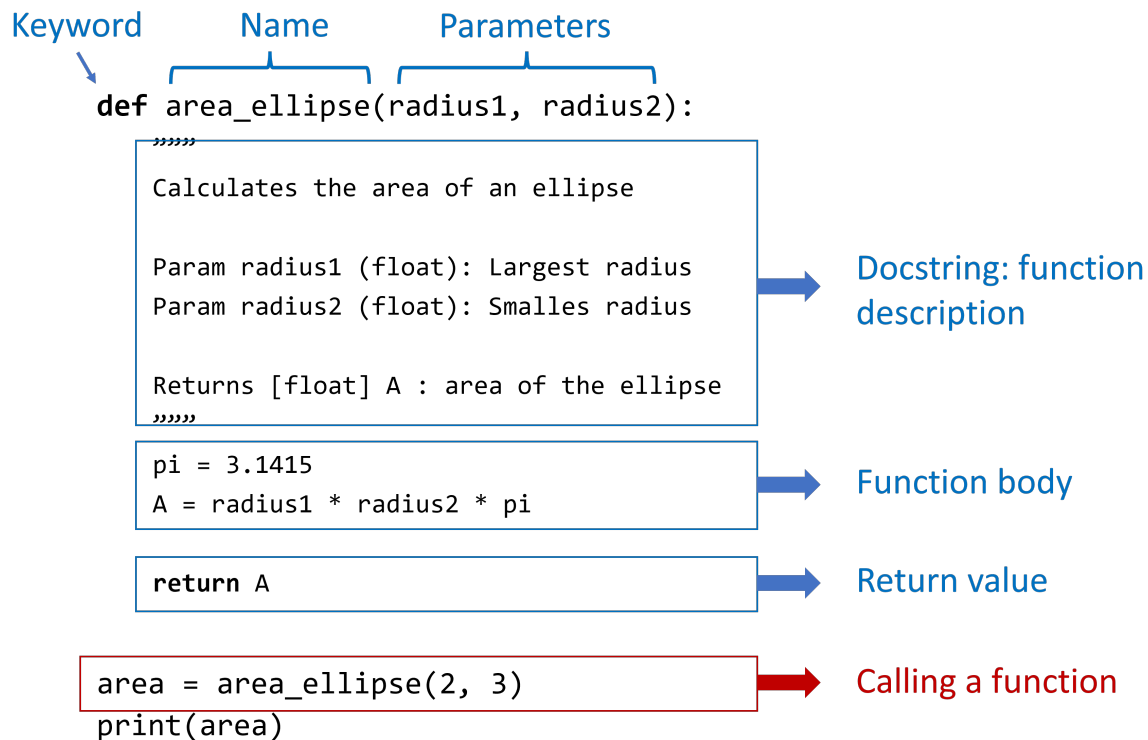 Keyword Name Parameters
def area_ellipse(radius1, radius2):
”””
Calculates the area of an ellipse
Param radius1 (float): Largest radius
Param radius2 (float): Smalles radius
Returns [float] A : area of the ellipse
”””
Docstring: function
description
pi = 3.1415
A = radius1 * radius2 * pi
Function body
return A
Return value
area = area_ellipse(2, 3)
Calling a function
print(area)